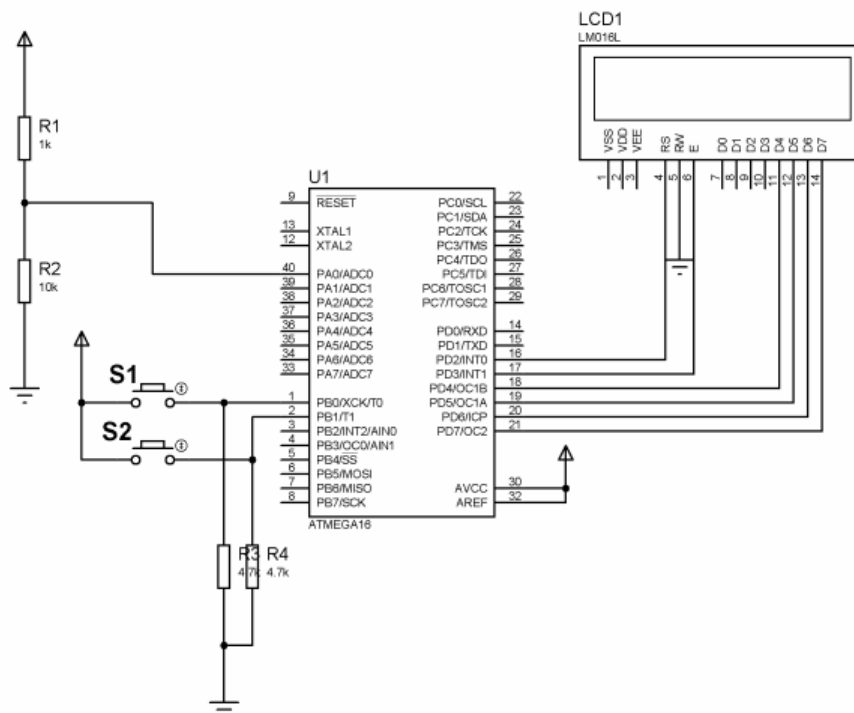 LCD1
LM016L
VSS
VDD
VEE
RS
RW
E
D0
D1
D2
D3
D4
D5
D6
D7
1
2
3
4
5
6
7
8
9
10
11
12
13
14
R1
1k
R2
10k
U1
9 RESET PC0/SCL 22
PC1/SDA 23
13 XTAL1 PC2/TCK 24
12 XTAL2 PC3/TMS 25
PC4/TDO 26
40 PA0/ADC0 PC5/TDI 27
39 PA1/ADC1 PC6/TOSC1 28
38 PA2/ADC2 PC7/TOSC2 29
37 PA3/ADC3
36 PA4/ADC4 PD0/RXD 14
35 PA5/ADC5 PD1/TXD 15
34 PA6/ADC6 PD2/INT0 16
33 PA7/ADC7 PD3/INT1 17
PD4/OC1B 18
1 PB0/XCK/T0 PD5/OC1A 19
2 PB1/T1 PD6/ICP 20
3 PB2/INT2/AIN0 PD7/OC2 21
4 PB3/OC0/AIN1
5 PB4/SS
6 PB5/MOSI
7 PB6/MISO AVCC 30
8 PB7/SCK AREF 32
ATMEGA16
S1
S2
R3
4.7k
R4
4.7k